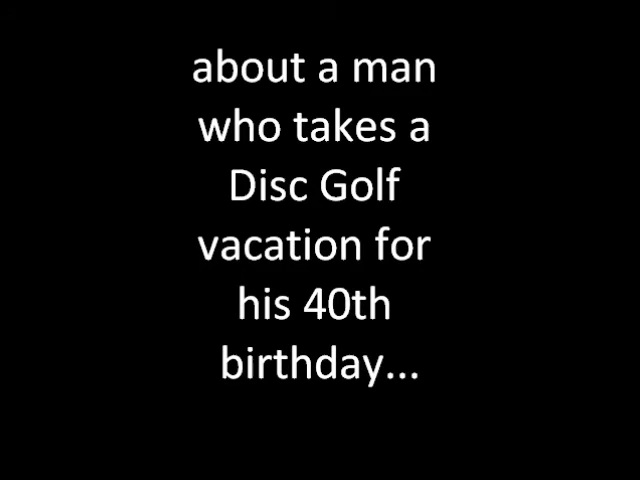 about a man
who takes a
Disc Golf
vacation for
his 40th
birthday...